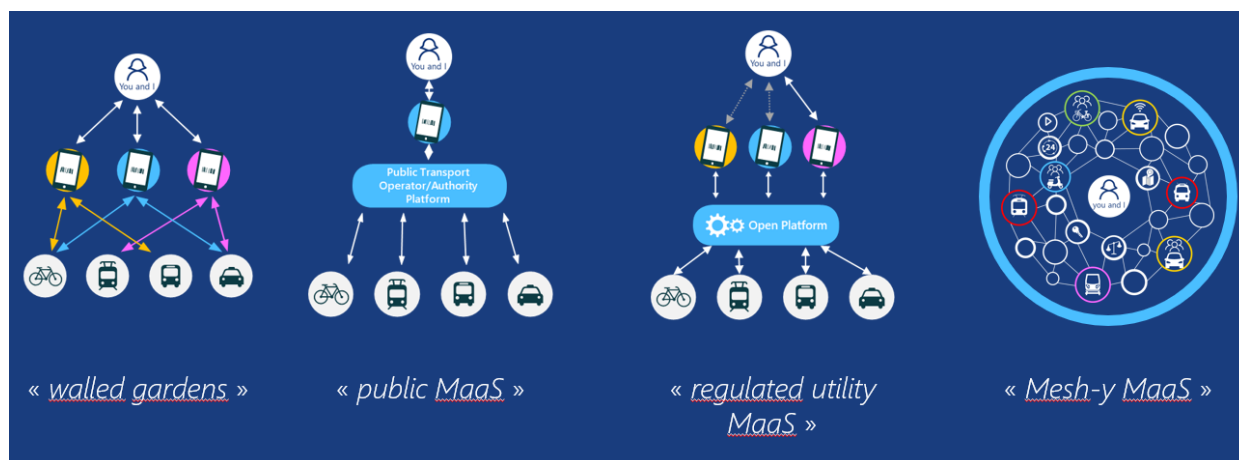 You and I
« walled gardens »
You and I
Public Transport
Operator/Authority
Platform
« public MaaS »
You and I
Open Platform
« regulated utility
MaaS »
24
you and I
« Mesh-y MaaS »